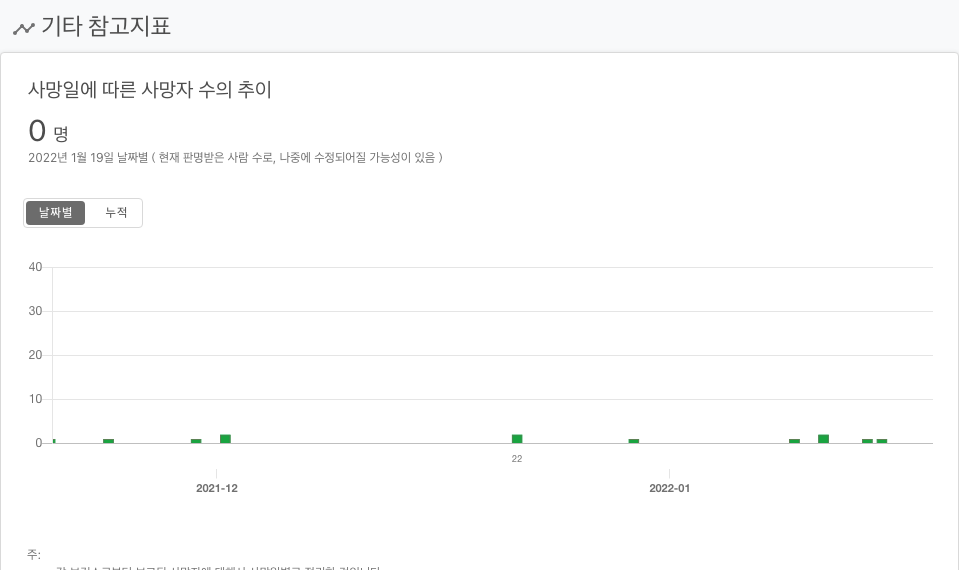 기타 참고지표
사망일에 따른 사망자 수의 추이
0 명
2022년 1월 19일 날짜별 ( 현재 판명받은 사람 수로, 나중에 수정되어질 가능성이 있음 )
날짜별 누적
40
30
20
10
0
22
2021-12 2022-01
주: